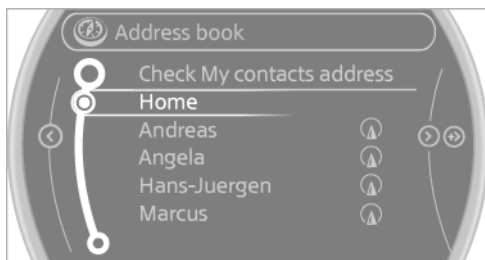 Address book
Check My contacts address
Home
Andreas
Angela
Hans-Juergen
Marcus